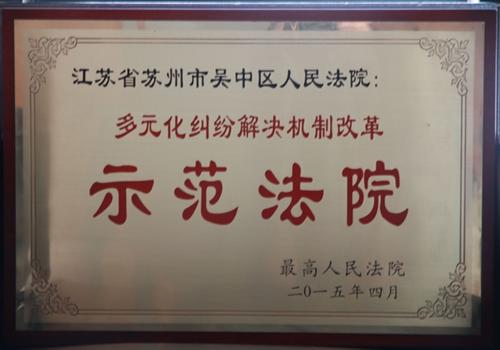 江苏省苏州市吴中区人民法院：
多元化纠纷解决机制改革
示范法院
最高人民法院
二〇一五年四月